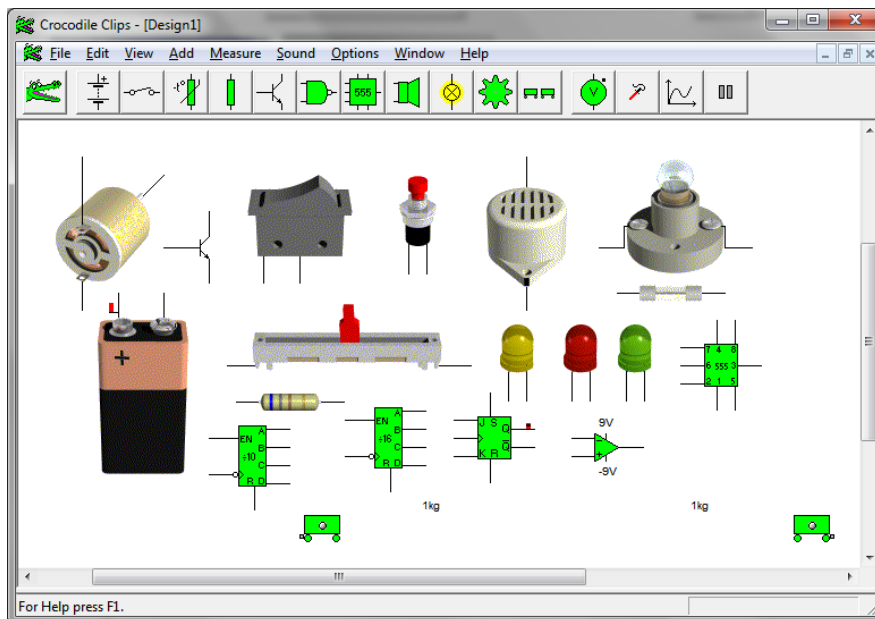 Crocodile Clips - [Design1]
File Edit View Add Measure Sound Options Window Help
-t° 555 V
+
7 4 8
6 555 3
2 1 5
EN A B ÷10 C R D
EN A B ÷16 C R D
J S Q
K R Q̅
9V
-9V
1kg
1kg
For Help press F1.